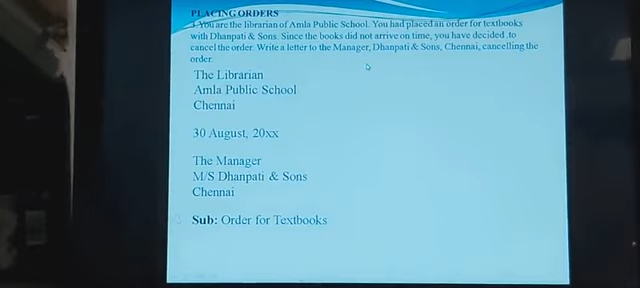 PLACING ORDERS
3. You are the librarian of Amla Public School. You had placed an order for textbooks
with Dhanpati & Sons. Since the books did not arrive on time, you have decided .to
cancel the order. Write a letter to the Manager, Dhanpati & Sons, Chennai, cancelling the
order.
The Librarian
Amla Public School
Chennai
30 August, 20xx
The Manager
M/S Dhanpati & Sons
Chennai
Sub: Order for Textbooks